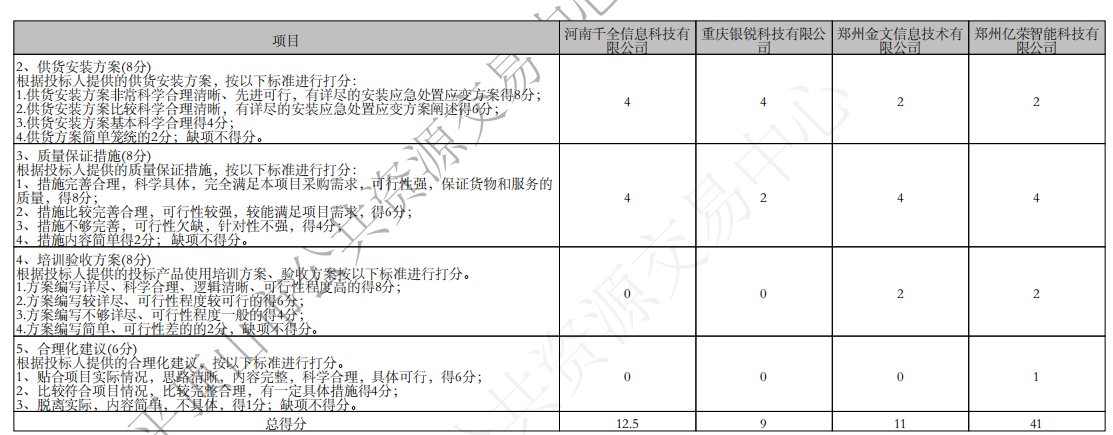 项目
河南千全信息科技有
限公司
重庆银锐科技有限公
司
郑州金文信息技术有
限公司
郑州亿荣智能科技有
限公司
2、供货安装方案(8分)
根据投标人提供的供货安装方案，按以下标准进行打分：
1.供货安装方案非常科学合理清晰、先进可行，有详尽的安装应急处置应变方案得8分；
2.供货安装方案比较科学合理清晰，有详尽的安装应急处置应变方案阐述得6分；
3.供货安装方案基本科学合理得4分；
4.供货方案简单笼统的2分；缺项不得分。
4
4
2
2
3、质量保证措施(8分)
根据投标人提供的质量保证措施，按以下标准进行打分：
1、措施完善合理，科学具体，完全满足本项目采购需求，可行性强，保证货物和服务的
质量，得8分；
2、措施比较完善合理，可行性较强，较能满足项目需求，得6分；
3、措施不够完善，可行性欠缺，针对性不强，得4分；
4、措施内容简单得2分；缺项不得分。
4
2
4
4
4、培训验收方案(8分)
根据投标人提供的投标产品使用培训方案、验收方案按以下标准进行打分。
1.方案编写详尽、科学合理、逻辑清晰、可行性程度高的得8分；
2.方案编写较详尽、可行性程度较可行的得6分；
3.方案编写不够详尽、可行性程度一般的得4分；
4.方案编写简单、可行性差的的2分，缺项不得分。
0
0
2
2
5、合理化建议(6分)
根据投标人提供的合理化建议，按以下标准进行打分。
1、贴合项目实际情况，思路清晰，内容完整，科学合理，具体可行，得6分；
2、比较符合项目情况，比较完整合理，有一定具体措施得4分；
3、脱离实际，内容简单，不具体，得1分；缺项不得分。
0
0
0
1
总得分
12.5
9
11
41
公共资源交易中心
公共资源交易中心